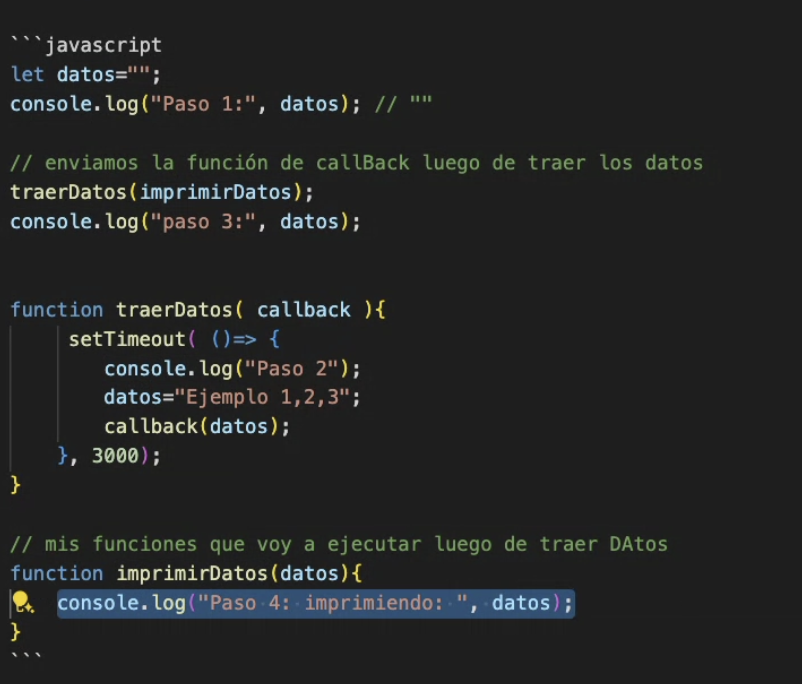 ```javascript
let datos="";
console.log("Paso 1:", datos); // ""
// enviamos la función de callBack luego de traer los datos
traerDatos(imprimirDatos);
console.log("paso 3:", datos);
function traerDatos( callback ){
setTimeout( ()=> {
console.log("Paso 2");
datos="Ejemplo 1,2,3";
callback(datos);
}, 3000);
}
// mis funciones que voy a ejecutar luego de traer DAtos
function imprimirDatos(datos){
console.log("Paso 4: imprimiendo: ", datos);
}
```